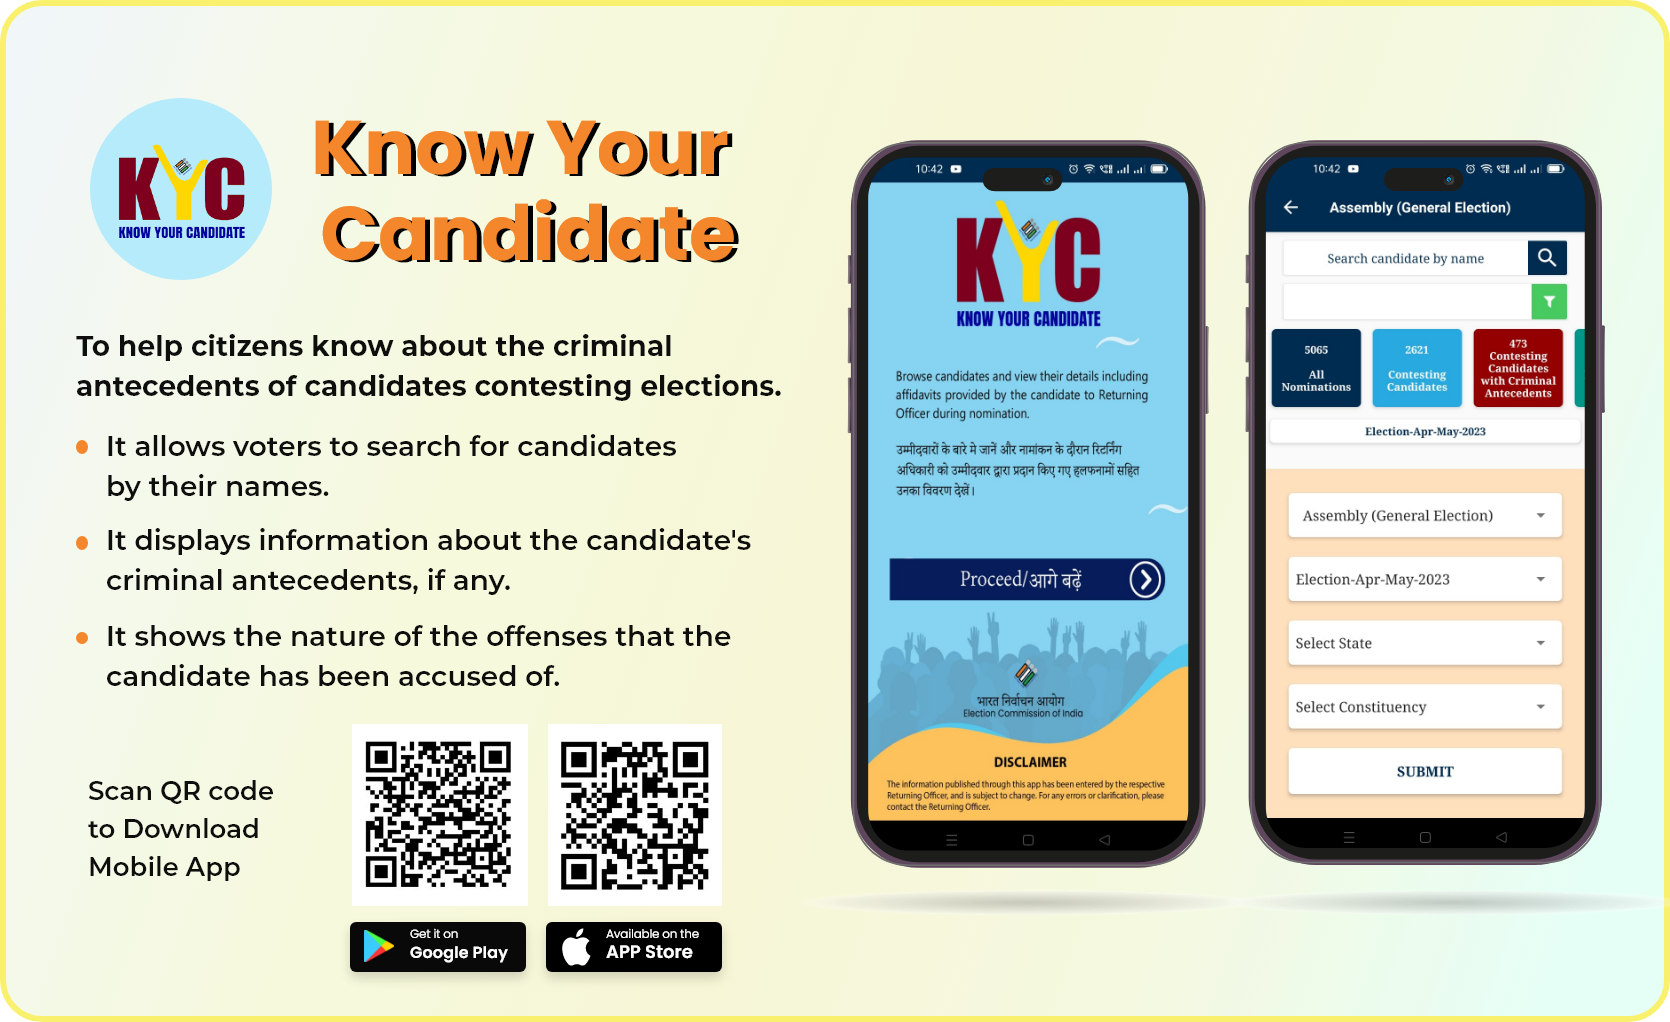 KYC
KNOW YOUR CANDIDATE
Know Your
Candidate
To help citizens know about the criminal
antecedents of candidates contesting elections.
It allows voters to search for candidates
by their names.
It displays information about the candidate's
criminal antecedents, if any.
It shows the nature of the offenses that the
candidate has been accused of.
Scan QR code
to Download
Mobile App
Get it on
Google Play
Available on the
APP Store
10:42
KYC
KNOW YOUR CANDIDATE
Browse candidates and view their details including
affidavits provided by the candidate to Returning
Officer during nomination.
उम्मीदवारों के बारे मे जानें और नामांकन के दौरान रिटर्निंग
अधिकारी को उम्मीदवार द्वारा प्रदान किए गए हलफनामों सहित
उनका विवरण देखें।
Proceed/आगे बढ़ें
भारत निर्वाचन आयोग
Election Commission of India
DISCLAIMER
The information published through this app has been entered by the respective
Returning Officer, and is subject to change. For any errors or clarification, please
contact the Returning Officer.
10:42
Assembly (General Election)
Search candidate by name
5065
All
Nominations
2621
Contesting
Candidates
473
Contesting
Candidates
with Criminal
Antecedents
Election-Apr-May-2023
Assembly (General Election)
Election-Apr-May-2023
Select State
Select Constituency
SUBMIT